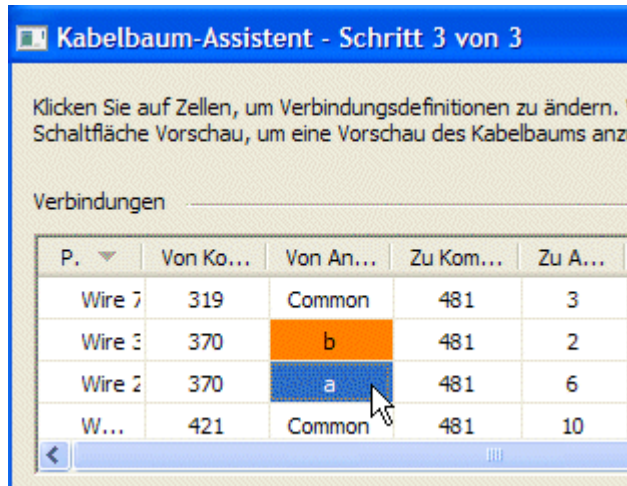 Kabelbaum-Assistent - Schritt 3 von 3
Klicken Sie auf Zellen, um Verbindungsdefinitionen zu ändern.
Schaltfläche Vorschau, um eine Vorschau des Kabelbaums anz
Verbindungen
P. Von Ko... Von An... Zu Kom... Zu A...
Wire 7 319 Common 481 3
Wire 3 370 b 481 2
Wire 2 370 a 481 6
W... 421 Common 481 10